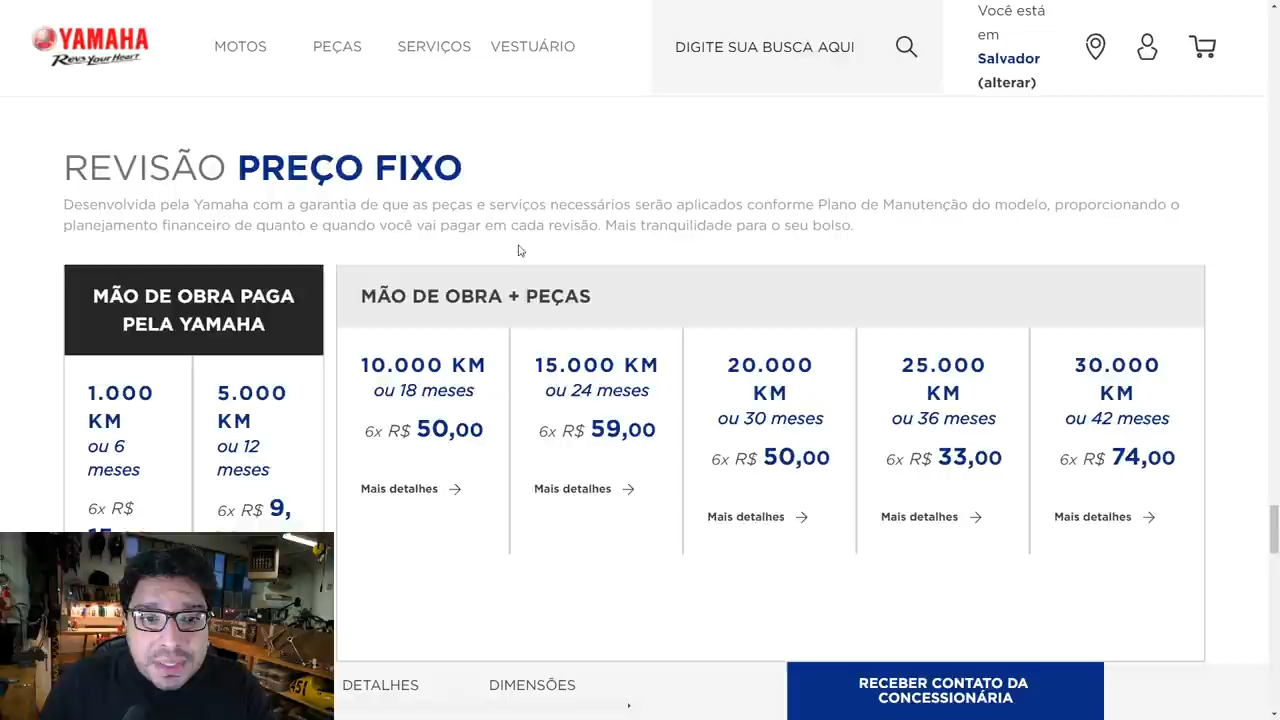 YAMAHA
Revs Your Heart
MOTOS
PEÇAS
SERVIÇOS
VESTUÁRIO
DIGITE SUA BUSCA AQUI
Você está
em
Salvador
(alterar)
REVISÃO PREÇO FIXO
Desenvolvida pela Yamaha com a garantia de que as peças e serviços necessários serão aplicados conforme Plano de Manutenção do modelo, proporcionando o
planejamento financeiro de quanto e quando você vai pagar em cada revisão. Mais tranquilidade para o seu bolso.
MÃO DE OBRA PAGA
PELA YAMAHA
1.000
KM
ou 6
meses
6x R$
5.000
KM
ou 12
meses
6x R$ 9,
MÃO DE OBRA + PEÇAS
10.000 KM
ou 18 meses
6x R$ 50,00
Mais detalhes
15.000 KM
ou 24 meses
6x R$ 59,00
Mais detalhes
20.000
KM
ou 30 meses
6x R$ 50,00
Mais detalhes
25.000
KM
ou 36 meses
6x R$ 33,00
Mais detalhes
30.000
KM
ou 42 meses
6x R$ 74,00
Mais detalhes
DETALHES
DIMENSÕES
RECEBER CONTATO DA
CONCESSIONÁRIA